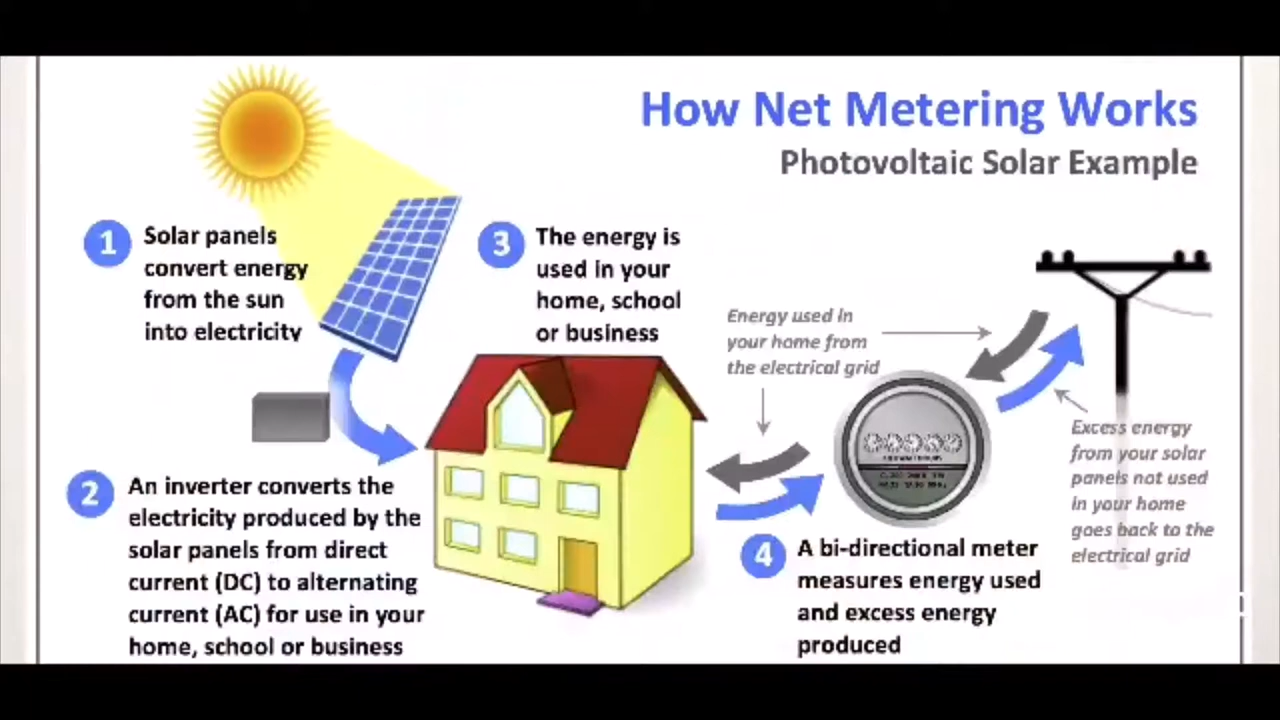 How Net Metering Works
Photovoltaic Solar Example
1
Solar panels
convert energy
from the sun
into electricity
2
An inverter converts the
electricity produced by the
solar panels from direct
current (DC) to alternating
current (AC) for use in your
home, school or business
3
The energy is
used in your
home, school
or business
Energy used in
your home from
the electrical grid
4
A bi-directional meter
measures energy used
and excess energy
produced
Excess energy
from your solar
panels not used
in your home
goes back to the
electrical grid